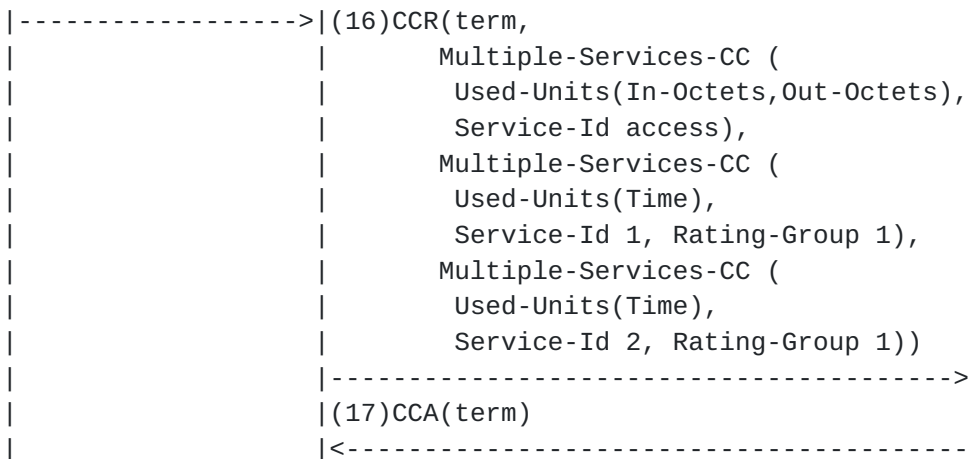 |------------------>|(16)CCR(term,
|                   |       Multiple-Services-CC (
|                   |        Used-Units(In-Octets,Out-Octets),
|                   |        Service-Id access),
|                   |       Multiple-Services-CC (
|                   |        Used-Units(Time),
|                   |        Service-Id 1, Rating-Group 1),
|                   |       Multiple-Services-CC (
|                   |        Used-Units(Time),
|                   |        Service-Id 2, Rating-Group 1))
|                   |---------------------------------------->
|                   |(17)CCA(term)
|                   |<----------------------------------------